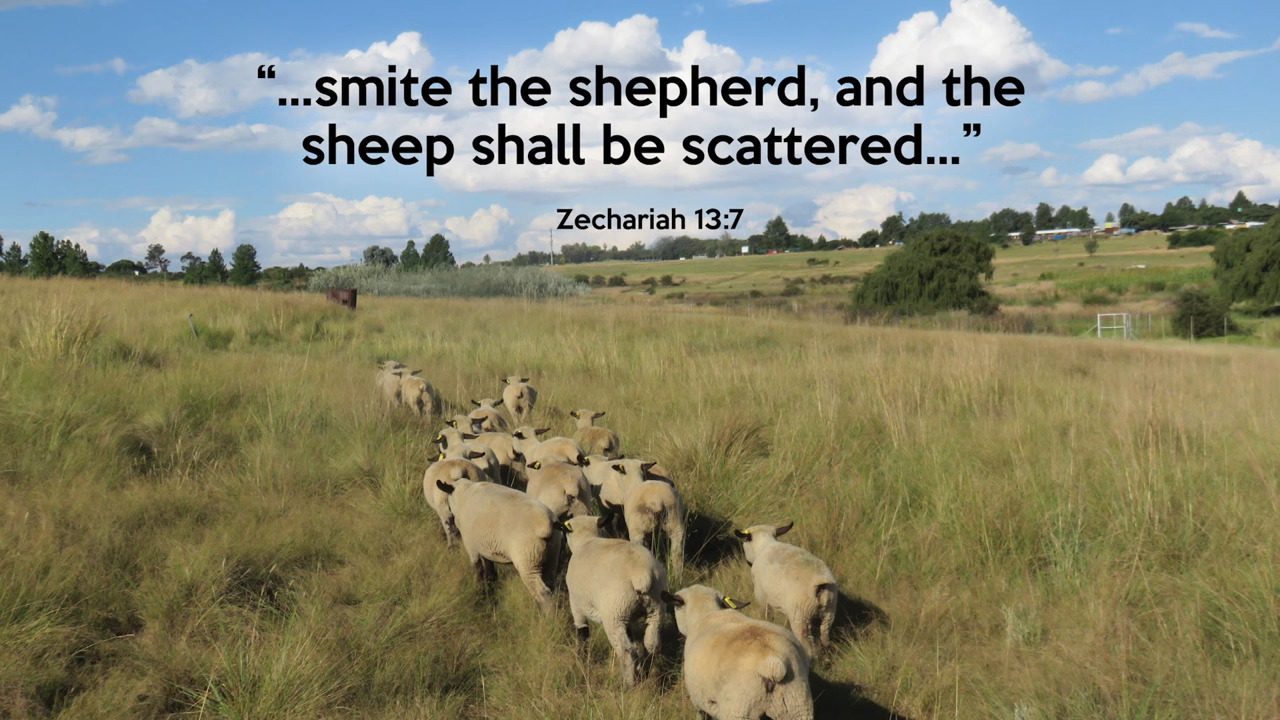 “...smite the shepherd, and the
sheep shall be scattered...”
Zechariah 13:7